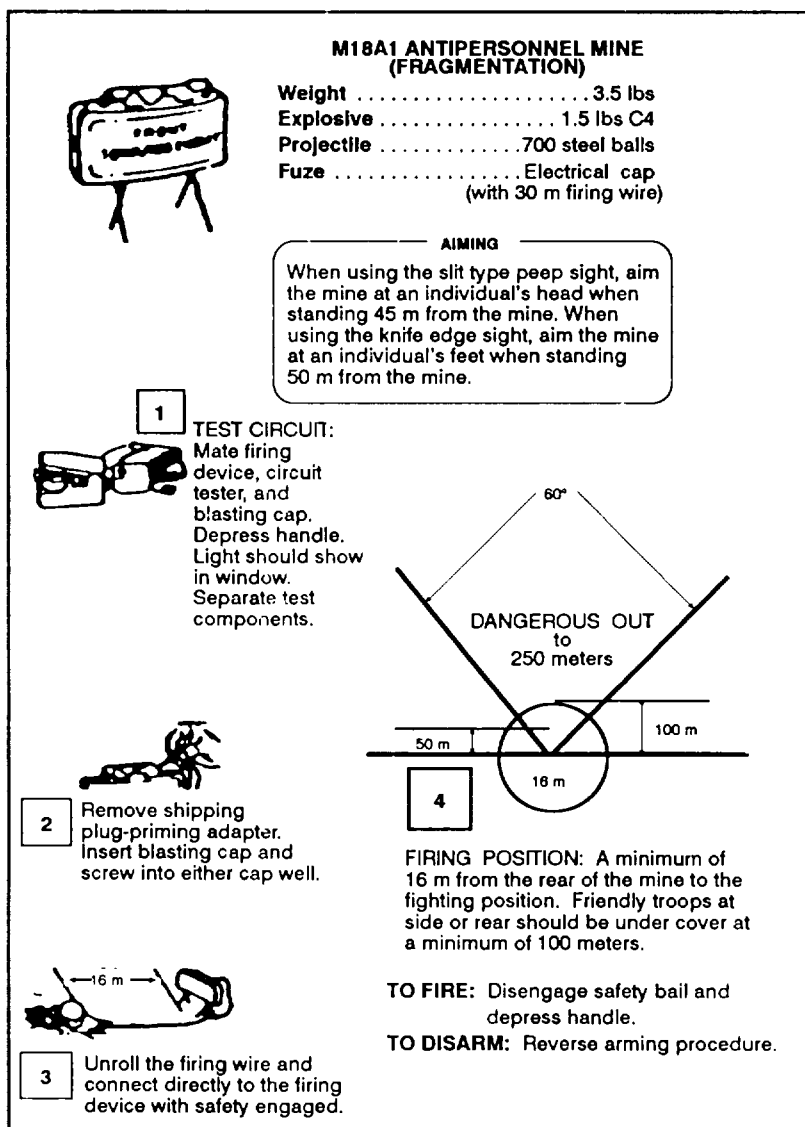 M18A1 ANTIPERSONNEL MINE
(FRAGMENTATION)
Weight . . . . . . . . . . . . . . . . . . . . . 3.5 lbs
Explosive . . . . . . . . . . . . . . . . 1.5 lbs C4
Projectile . . . . . . . . . . . . 700 steel balls
Fuze . . . . . . . . . . . . . . . . . Electrical cap
(with 30 m firing wire)
FRONT
TOWARD ENEMY
AIMING
When using the slit type peep sight, aim
the mine at an individual's head when
standing 45 m from the mine. When
using the knife edge sight, aim the mine
at an individual's feet when standing
50 m from the mine.
1
TEST CIRCUIT:
Mate firing
device, circuit
tester, and
blasting cap.
Depress handle.
Light should show
in window.
Separate test
components.
2
Remove shipping
plug-priming adapter.
Insert blasting cap and
screw into either cap well.
16 m
3
Unroll the firing wire and
connect directly to the firing
device with safety engaged.
60°
DANGEROUS OUT
to
250 meters
50 m
100 m
16 m
4
FIRING POSITION: A minimum of
16 m from the rear of the mine to the
fighting position. Friendly troops at
side or rear should be under cover at
a minimum of 100 meters.
TO FIRE: Disengage safety bail and
depress handle.
TO DISARM: Reverse arming procedure.